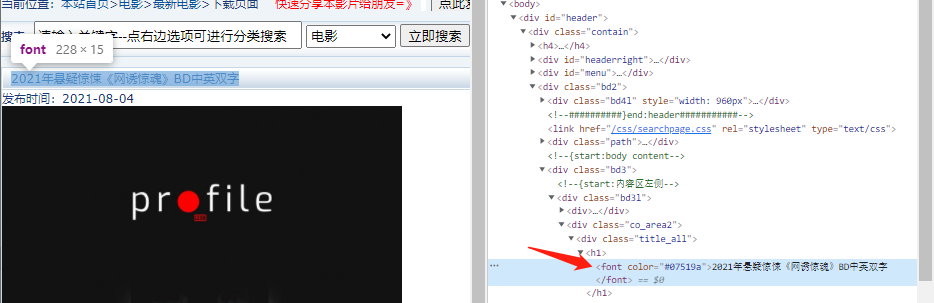 前位置：本站首页>电影>最新电影>下载页面
快速分享本影片给朋友=》
点此发
请输入关键字--点右边选项可进行分类搜索
电影
立即搜索
font 228 × 15
2021年悬疑惊悚《网诱惊魂》BD中英双字
发布时间：2021-08-04
profile
<body>
<div id="header">
<div class="contain">
<h4>…</h4>
<div id="headerright">…</div>
<div id="menu">…</div>
<div class="bd2">
<div class="bd4l" style="width: 960px">…</div>
<!--##########}end:header###########-->
<link href="/css/searchpage.css" rel="stylesheet" type="text/css">
<div class="path">…</div>
<!--{start:body content-->
<div class="bd3">
<!--{start:内容区左侧-->
<div class="bd3l">
<div>…</div>
<div class="co_area2">
<div class="title_all">
<h1>
… <font color="#07519a">2021年悬疑惊悚《网诱惊魂》BD中英双字
</font> == $0
</h1>